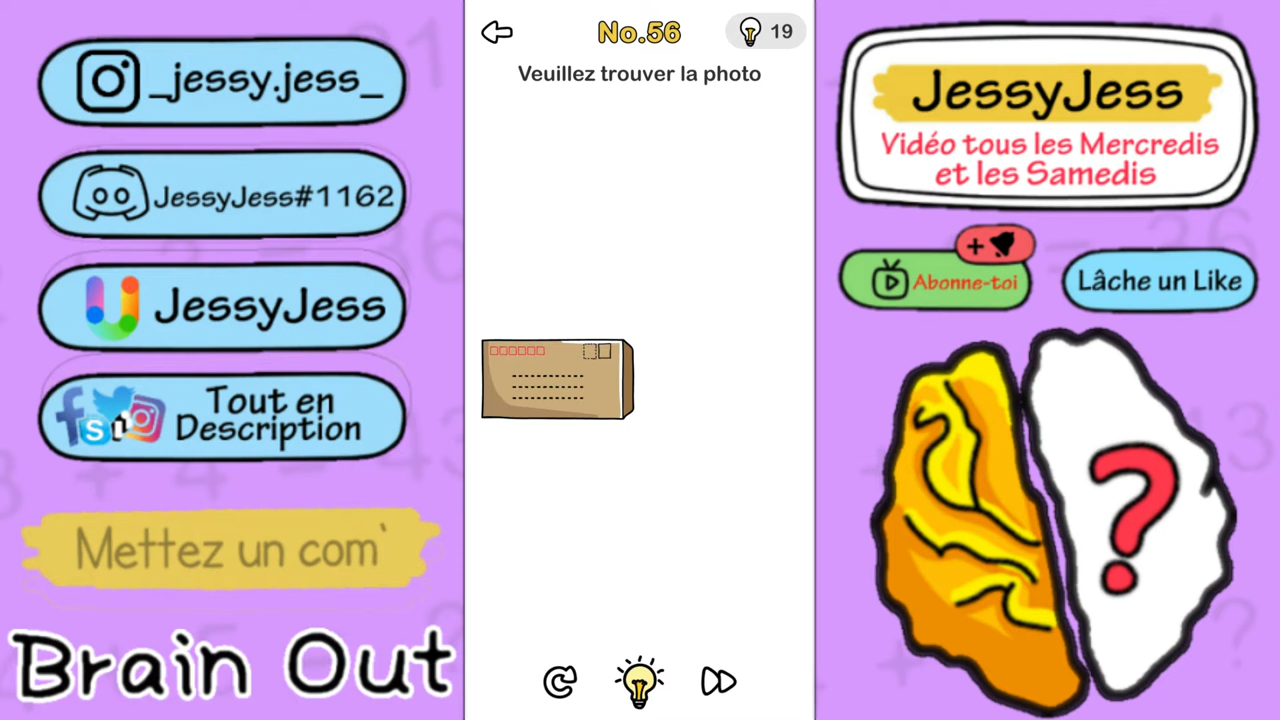 _jessy.jess_
JessyJess#1162
JessyJess
Tout en
Description
Mettez un com'
Brain Out
No.56
19
Veuillez trouver la photo
JessyJess
Vidéo tous les Mercredis
et les Samedis
+
Abonne-toi
Lâche un Like
?